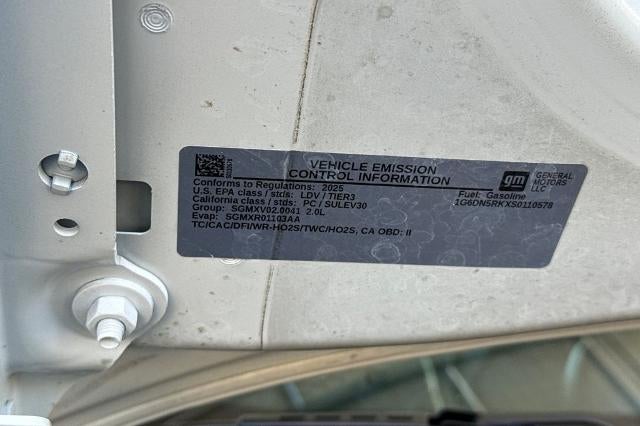 VEHICLE EMISSION
CONTROL INFORMATION
gm GENERAL MOTORS LLC
Conforms to Regulations: 2025
U.S. EPA class / stds: LDV / TIER3
California class / stds: PC / SULEV30
Group: SGMXV02.0041 2.0L
Evap: SGMXR01103AA
TC/CAC/DFI/WR-HO2S/TWC/HO2S, CA OBD: II
Fuel: Gasoline
1G6DN5RKXS0110578